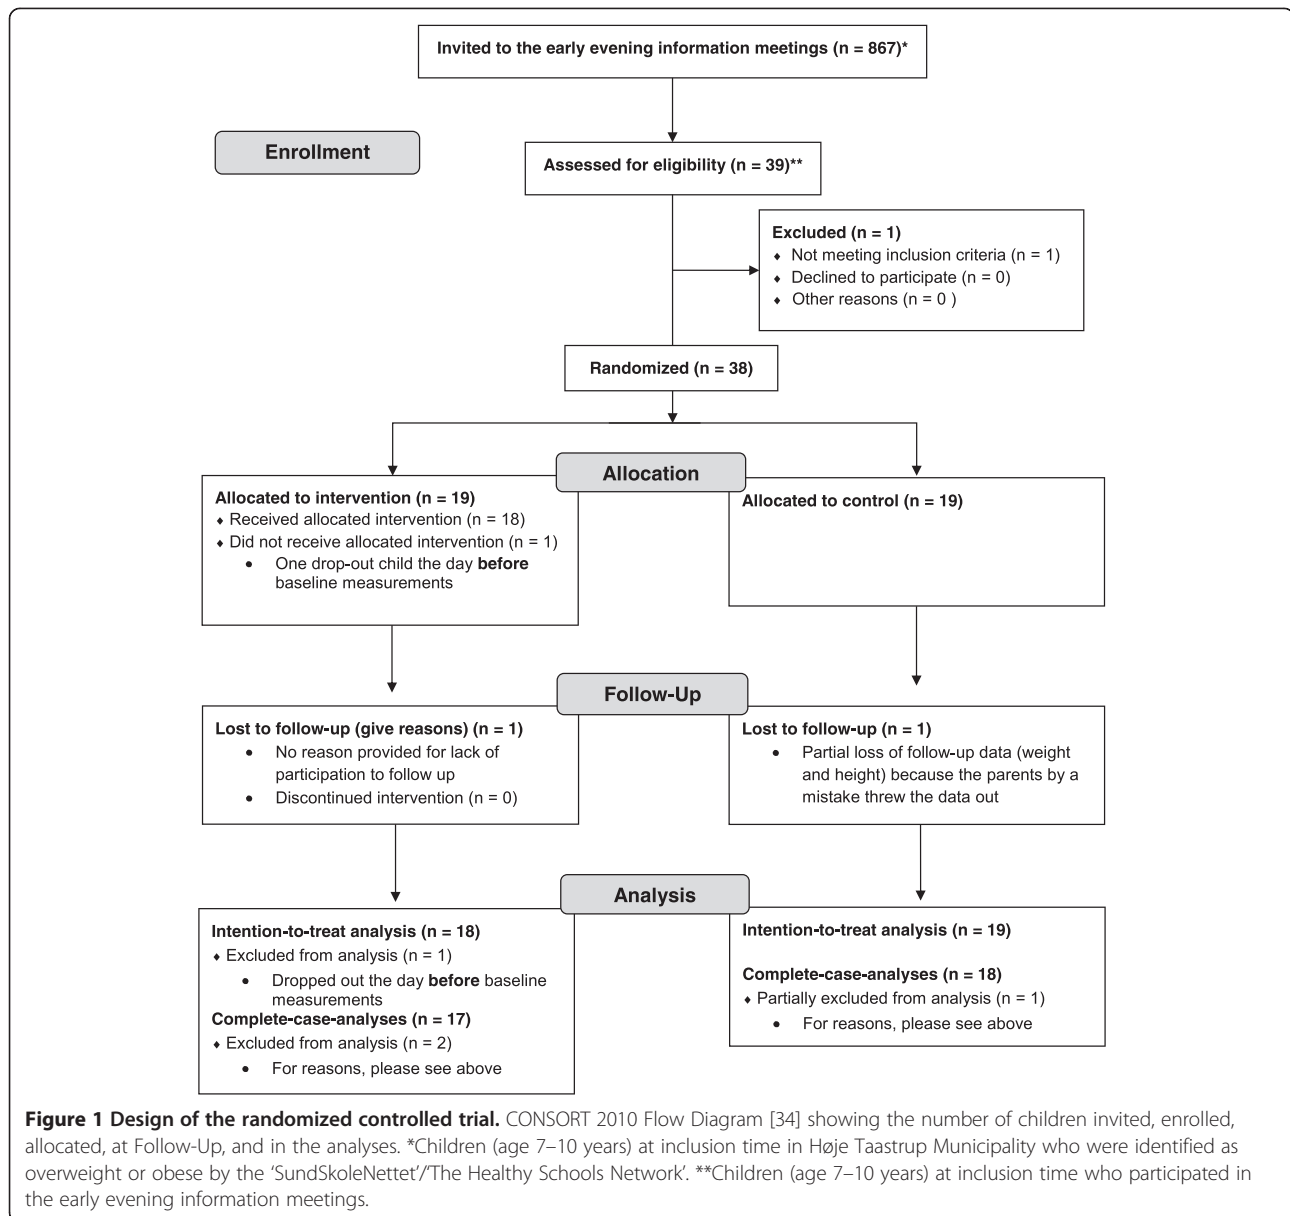 Invited to the early evening information meetings (n = 867)*
Enrollment
Assessed for eligibility (n = 39)**
Excluded (n = 1)
♦ Not meeting inclusion criteria (n = 1)
♦ Declined to participate (n = 0)
♦ Other reasons (n = 0 )
Randomized (n = 38)
Allocation
Allocated to intervention (n = 19)
♦ Received allocated intervention (n = 18)
♦ Did not receive allocated intervention (n = 1)
• One drop-out child the day before
baseline measurements
Allocated to control (n = 19)
Follow-Up
Lost to follow-up (give reasons) (n = 1)
• No reason provided for lack of
participation to follow up
• Discontinued intervention (n = 0)
Lost to follow-up (n = 1)
• Partial loss of follow-up data (weight
and height) because the parents by a
mistake threw the data out
Analysis
Intention-to-treat analysis (n = 18)
♦ Excluded from analysis (n = 1)
• Dropped out the day before baseline
measurements
Complete-case-analyses (n = 17)
♦ Excluded from analysis (n = 2)
• For reasons, please see above
Intention-to-treat analysis (n = 19)
Complete-case-analyses (n = 18)
♦ Partially excluded from analysis (n = 1)
• For reasons, please see above
Figure 1 Design of the randomized controlled trial. CONSORT 2010 Flow Diagram [34] showing the number of children invited, enrolled,
allocated, at Follow-Up, and in the analyses. *Children (age 7–10 years) at inclusion time in Høje Taastrup Municipality who were identified as
overweight or obese by the ‘SundSkoleNettet’/‘The Healthy Schools Network’. **Children (age 7–10 years) at inclusion time who participated in
the early evening information meetings.